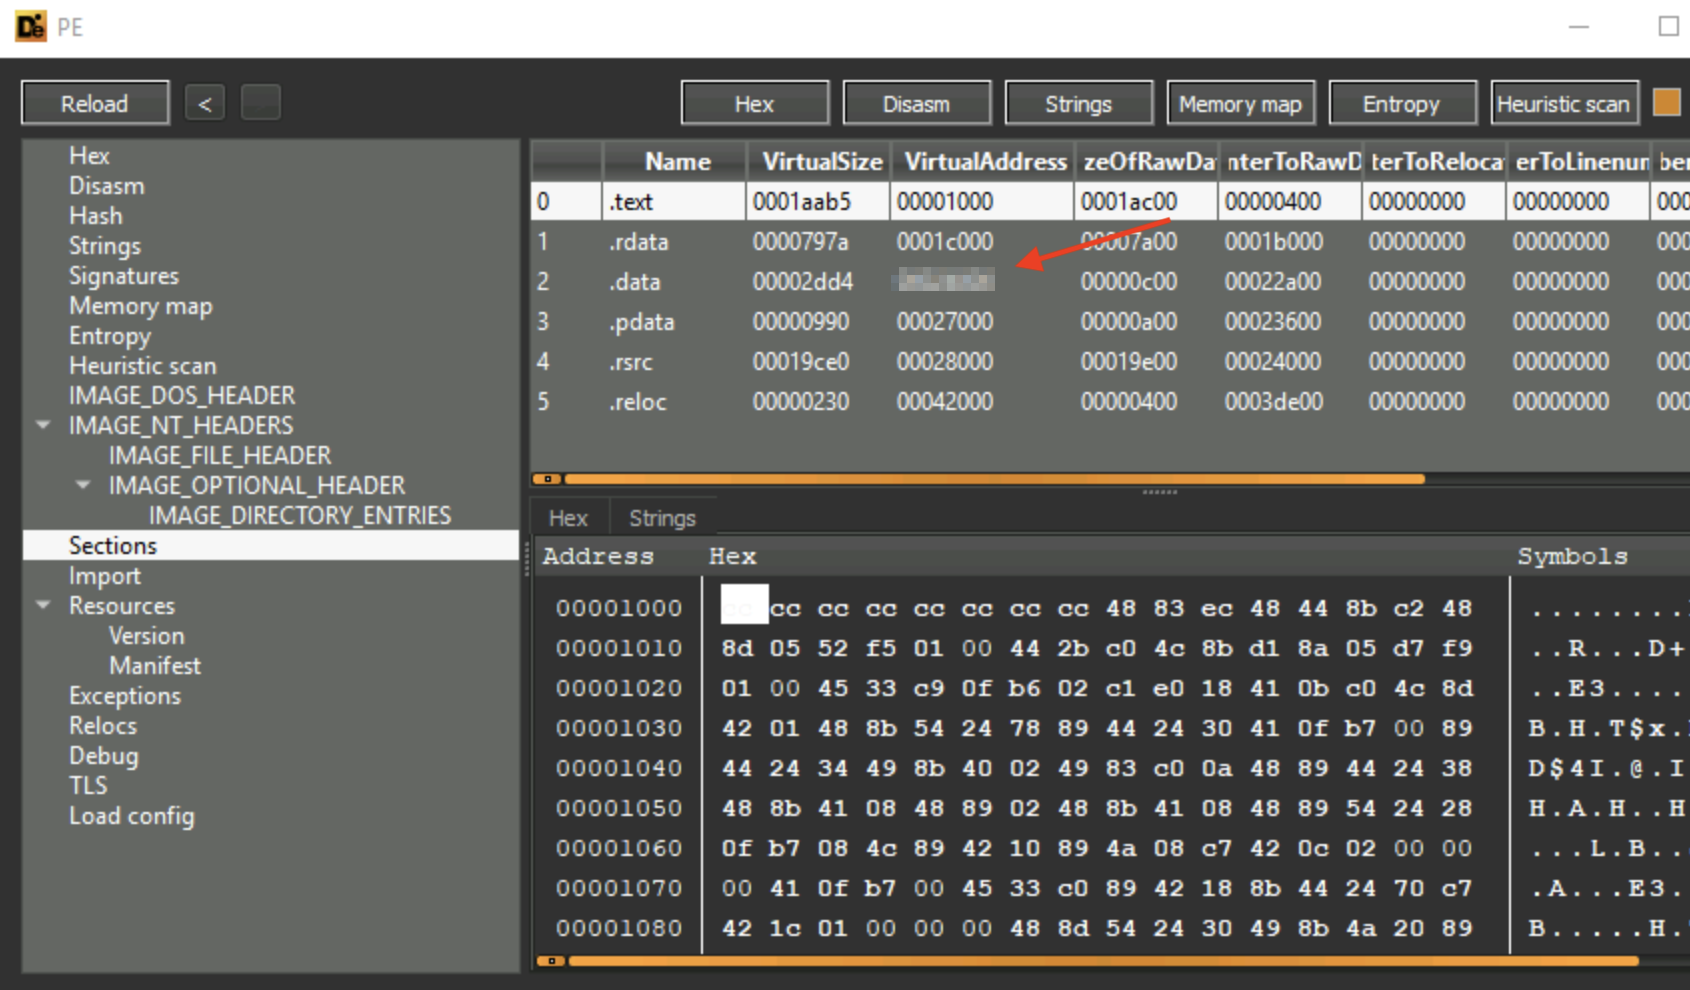 De PE
Reload < Hex Disasm Strings Memory map Entropy Heuristic scan
Hex
Disasm
Hash
Strings
Signatures
Memory map
Entropy
Heuristic scan
IMAGE_DOS_HEADER
IMAGE_NT_HEADERS
IMAGE_FILE_HEADER
IMAGE_OPTIONAL_HEADER
IMAGE_DIRECTORY_ENTRIES
Sections
Import
Resources
Version
Manifest
Exceptions
Relocs
Debug
TLS
Load config
Name VirtualSize VirtualAddress zeOfRawDa nterToRawD terToReloca erToLinenun ber
0 .text 0001aab5 00001000 0001ac00 00000400 00000000 00000000 000
1 .rdata 0000797a 0001c000 00007a00 0001b000 00000000 00000000 000
2 .data 00002dd4 00000c00 00022a00 00000000 00000000 000
3 .pdata 00000990 00027000 00000a00 00023600 00000000 00000000 000
4 .rsrc 00019ce0 00028000 00019e00 00024000 00000000 00000000 000
5 .reloc 00000230 00042000 00000400 0003de00 00000000 00000000 000
Hex Strings
Address Hex Symbols
00001000 cc cc cc cc cc cc cc cc 48 83 ec 48 44 8b c2 48 ........
00001010 8d 05 52 f5 01 00 44 2b c0 4c 8b d1 8a 05 d7 f9 ..R...D+
00001020 01 00 45 33 c9 0f b6 02 c1 e0 18 41 0b c0 4c 8d ..E3....
00001030 42 01 48 8b 54 24 78 89 44 24 30 41 0f b7 00 89 B.H.T$x.
00001040 44 24 34 49 8b 40 02 49 83 c0 0a 48 89 44 24 38 D$4I.@.I
00001050 48 8b 41 08 48 89 02 48 8b 41 08 48 89 54 24 28 H.A.H..H
00001060 0f b7 08 4c 89 42 10 89 4a 08 c7 42 0c 02 00 00 ...L.B..
00001070 00 41 0f b7 00 45 33 c0 89 42 18 8b 44 24 70 c7 .A...E3.
00001080 42 1c 01 00 00 00 48 8d 54 24 30 49 8b 4a 20 89 B.....H.